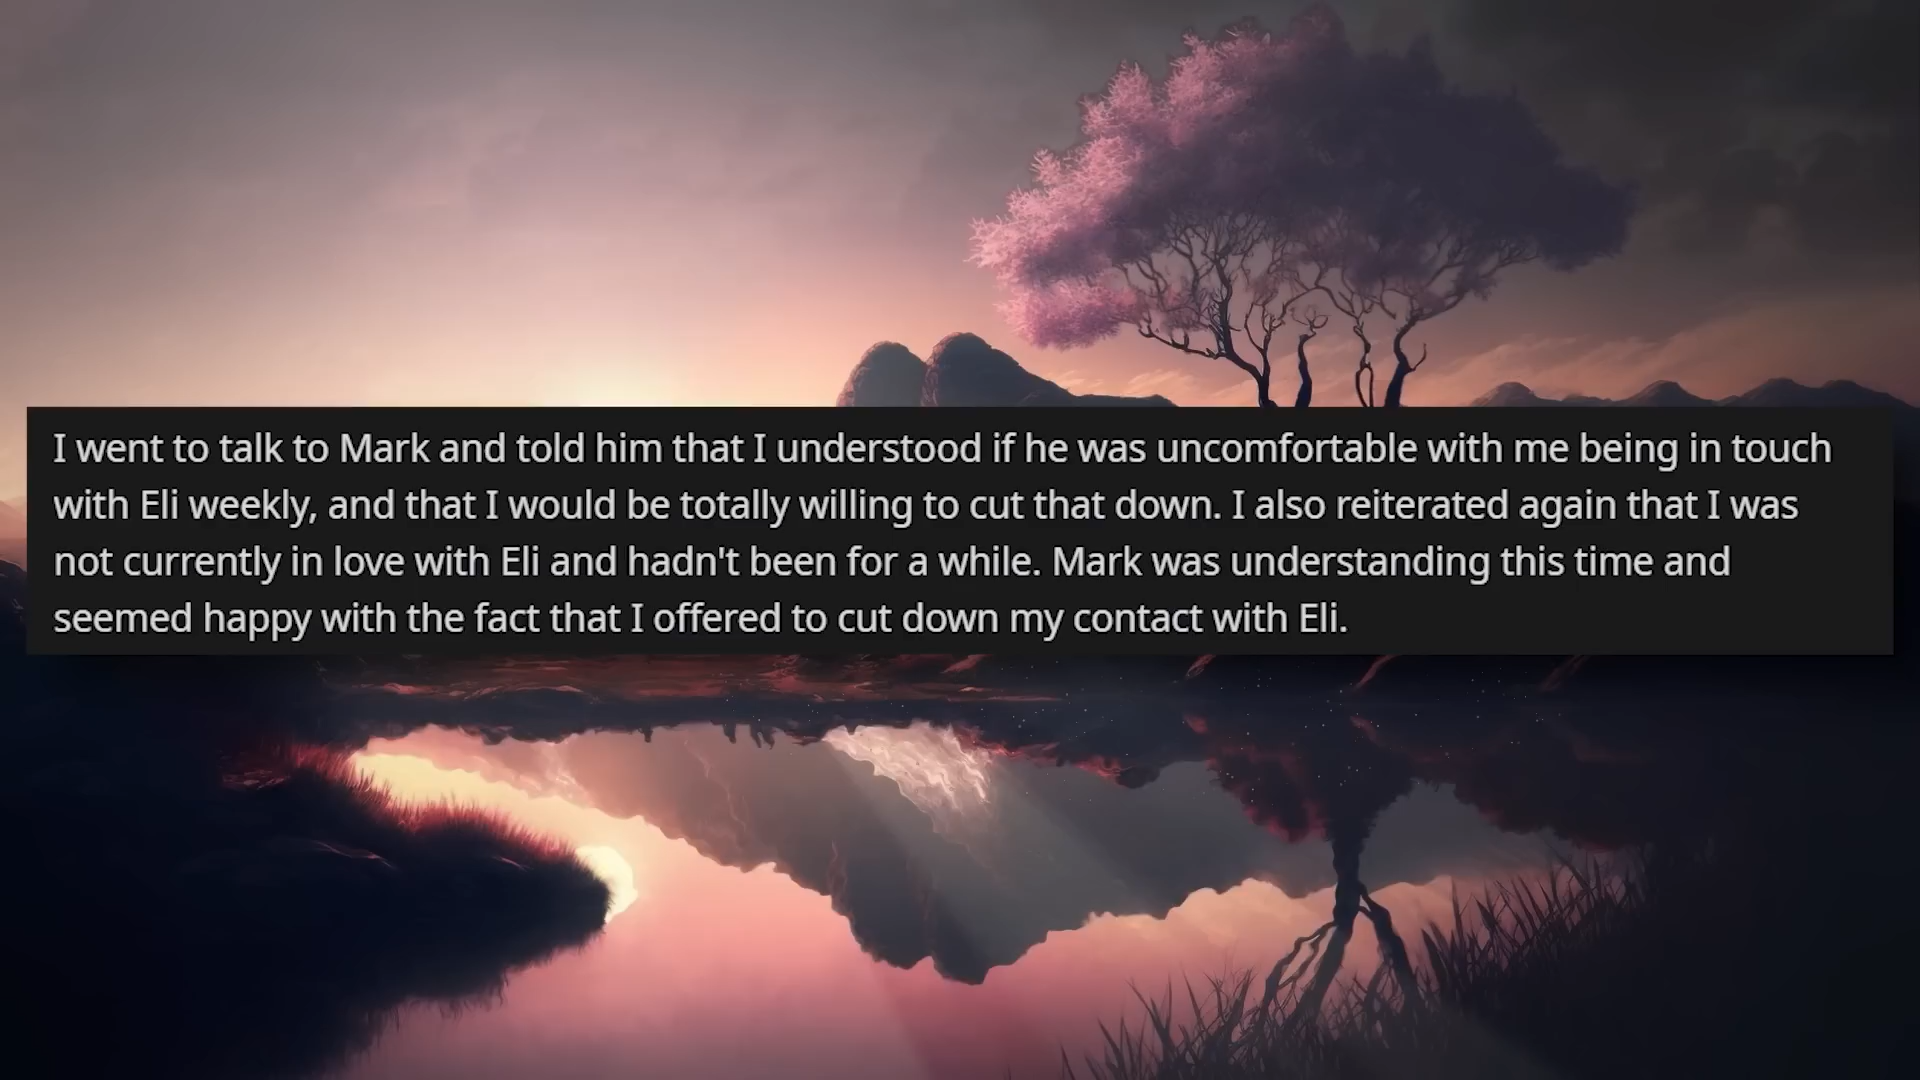 I went to talk to Mark and told him that I understood if he was uncomfortable with me being in touch
with Eli weekly, and that I would be totally willing to cut that down. I also reiterated again that I was
not currently in love with Eli and hadn't been for a while. Mark was understanding this time and
seemed happy with the fact that I offered to cut down my contact with Eli.